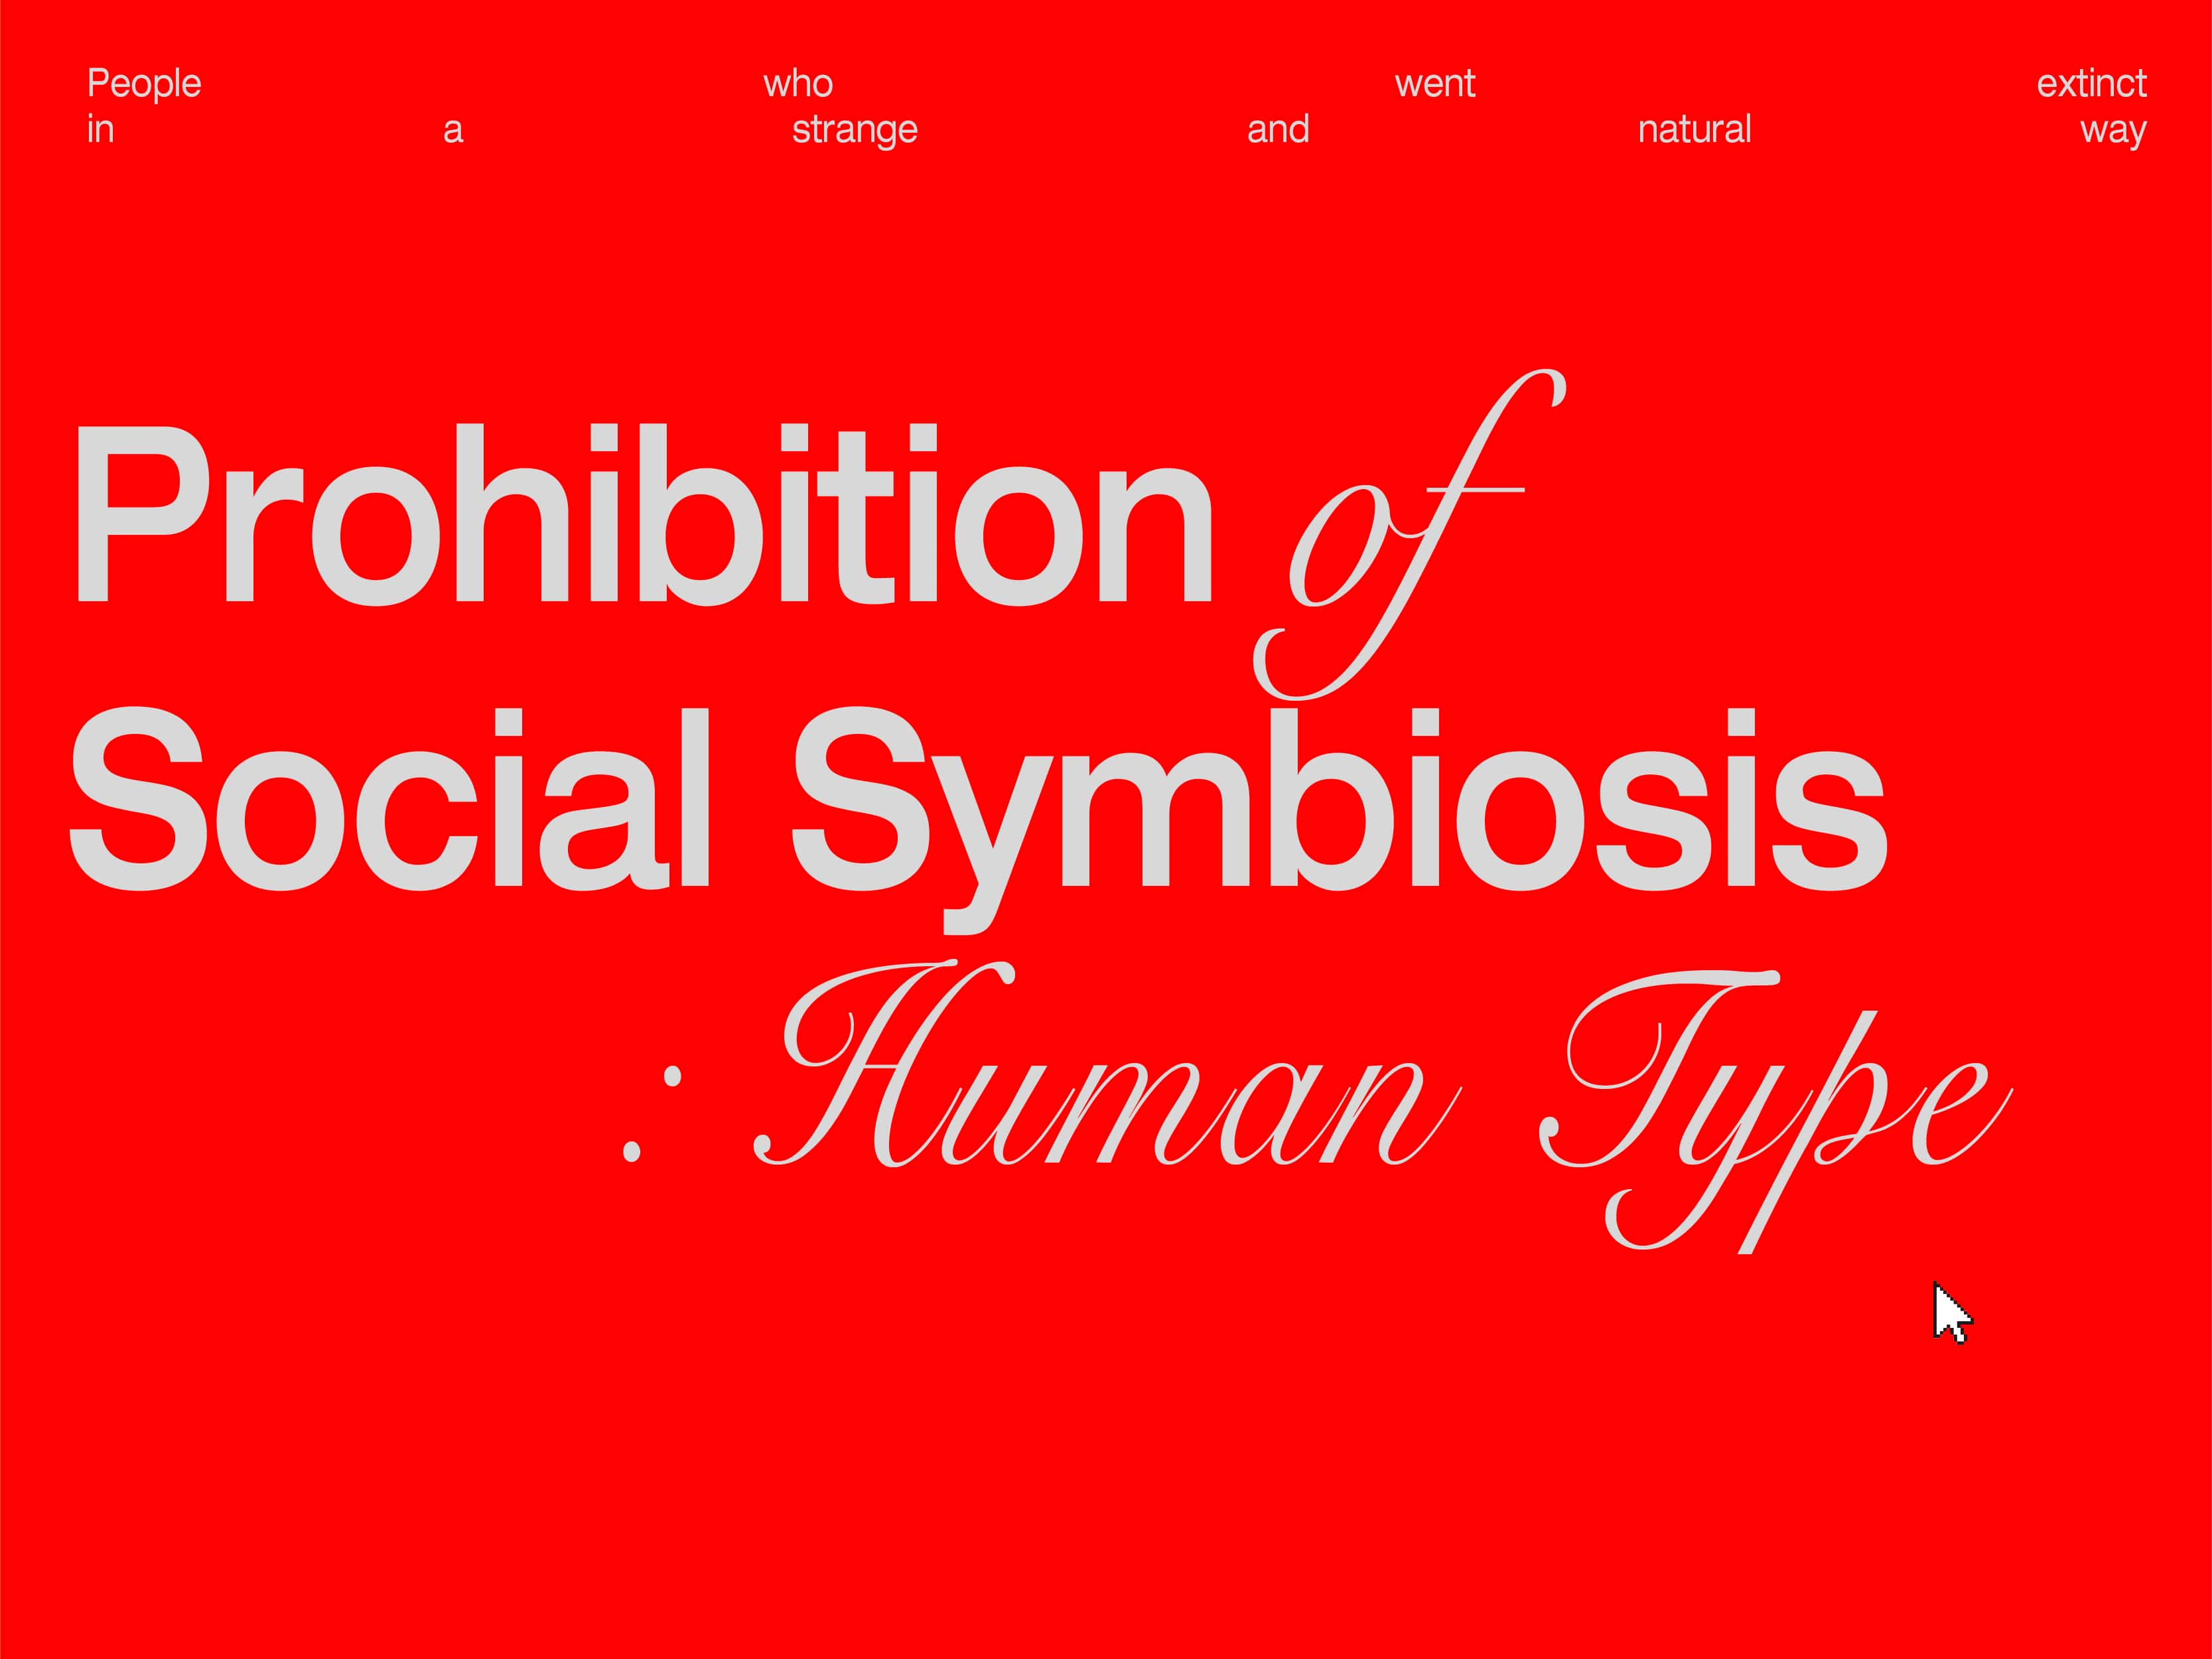 People who went extinct
in a strange and natural way
Prohibition of
Social Symbiosis
: Human Type